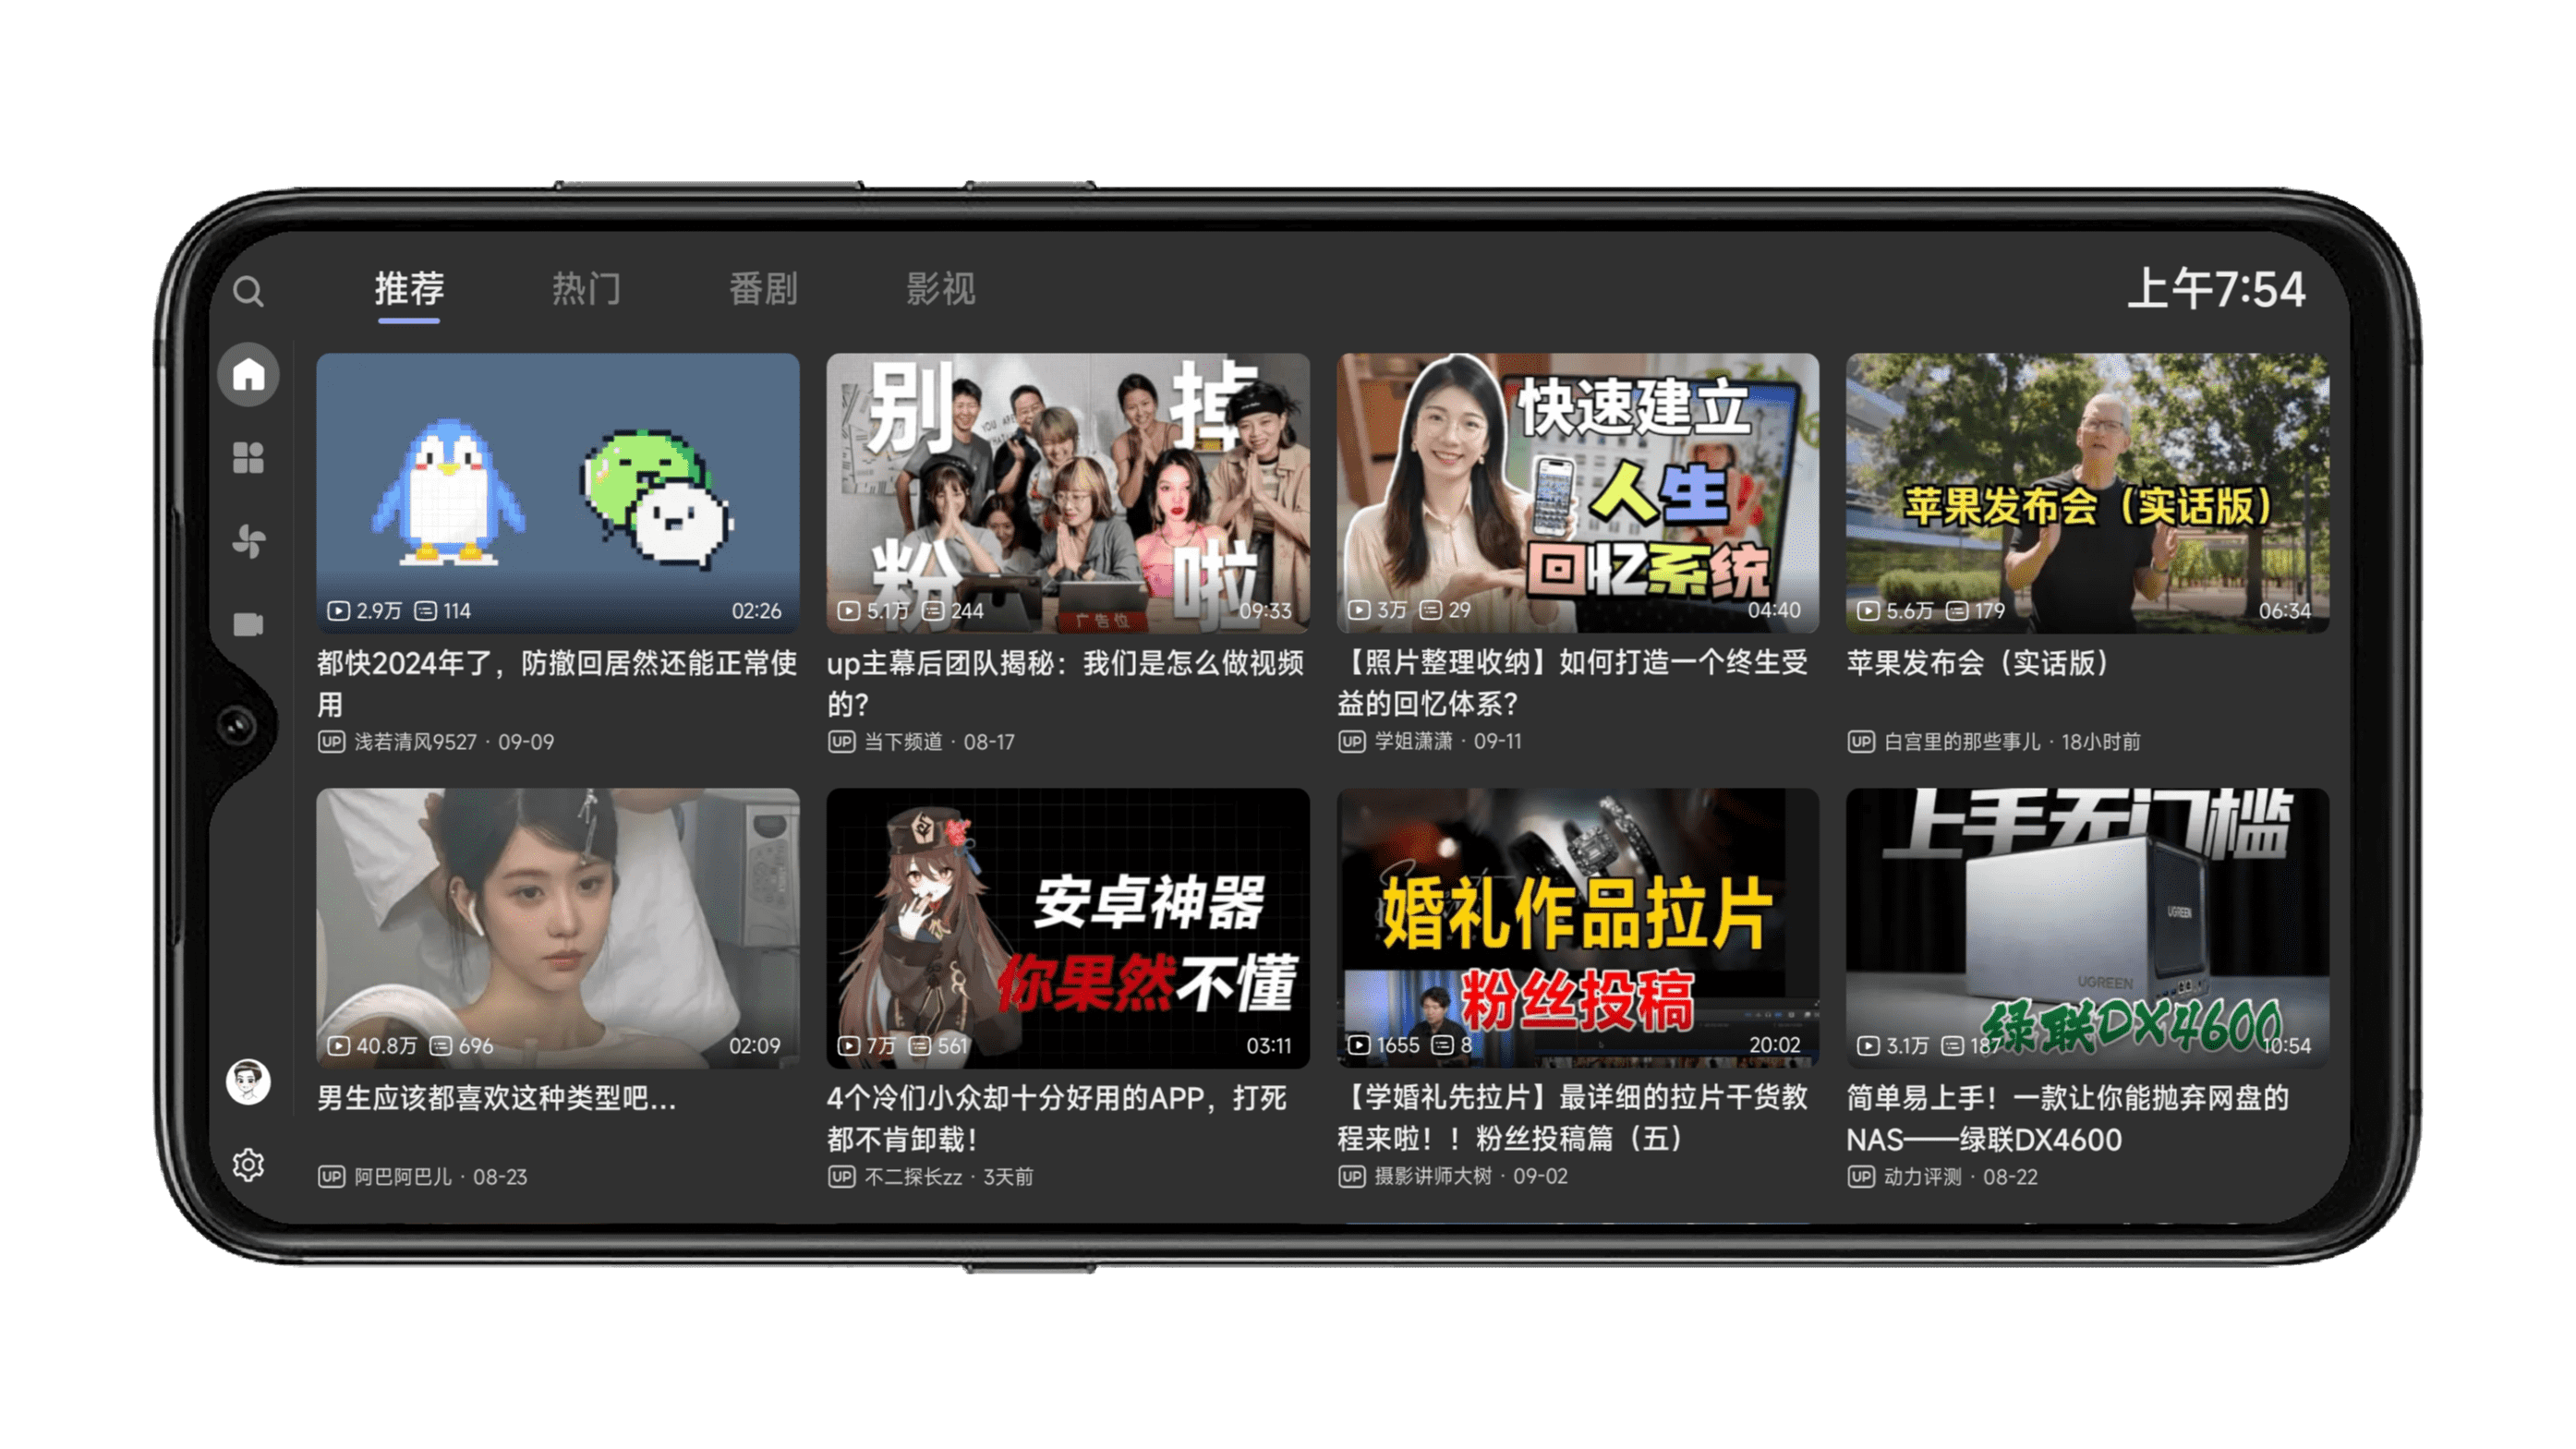 推荐
热门
番剧
影视
上午7:54
2.9万 114 02:26
都快2024年了，防撤回居然还能正常使
用
UP 浅若清风9527 · 09-09
别掉
粉啦
广告位
5.1万 244 09:33
up主幕后团队揭秘：我们是怎么做视频
的？
UP 当下频道 · 08-17
快速建立
人生
回忆系统
3万 29 04:40
【照片整理收纳】如何打造一个终生受
益的回忆体系？
UP 学姐潇潇 · 09-11
苹果发布会（实话版）
5.6万 179 06:34
苹果发布会（实话版）
UP 白宫里的那些事儿 · 18小时前
40.8万 696 02:09
男生应该都喜欢这种类型吧...
UP 阿巴阿巴儿 · 08-23
安卓神器
你果然不懂
7万 561 03:11
4个冷们小众却十分好用的APP，打死
都不肯卸载！
UP 不二探长zz · 3天前
婚礼作品拉片
粉丝投稿
1655 8 20:02
【学婚礼先拉片】最详细的拉片干货教
程来啦！！粉丝投稿篇（五）
UP 摄影讲师大树 · 09-02
上手无门槛
UGREEN
UGREEN
绿联DX4600
3.1万 187 10:54
简单易上手！一款让你能抛弃网盘的
NAS——绿联DX4600
UP 动力评测 · 08-22